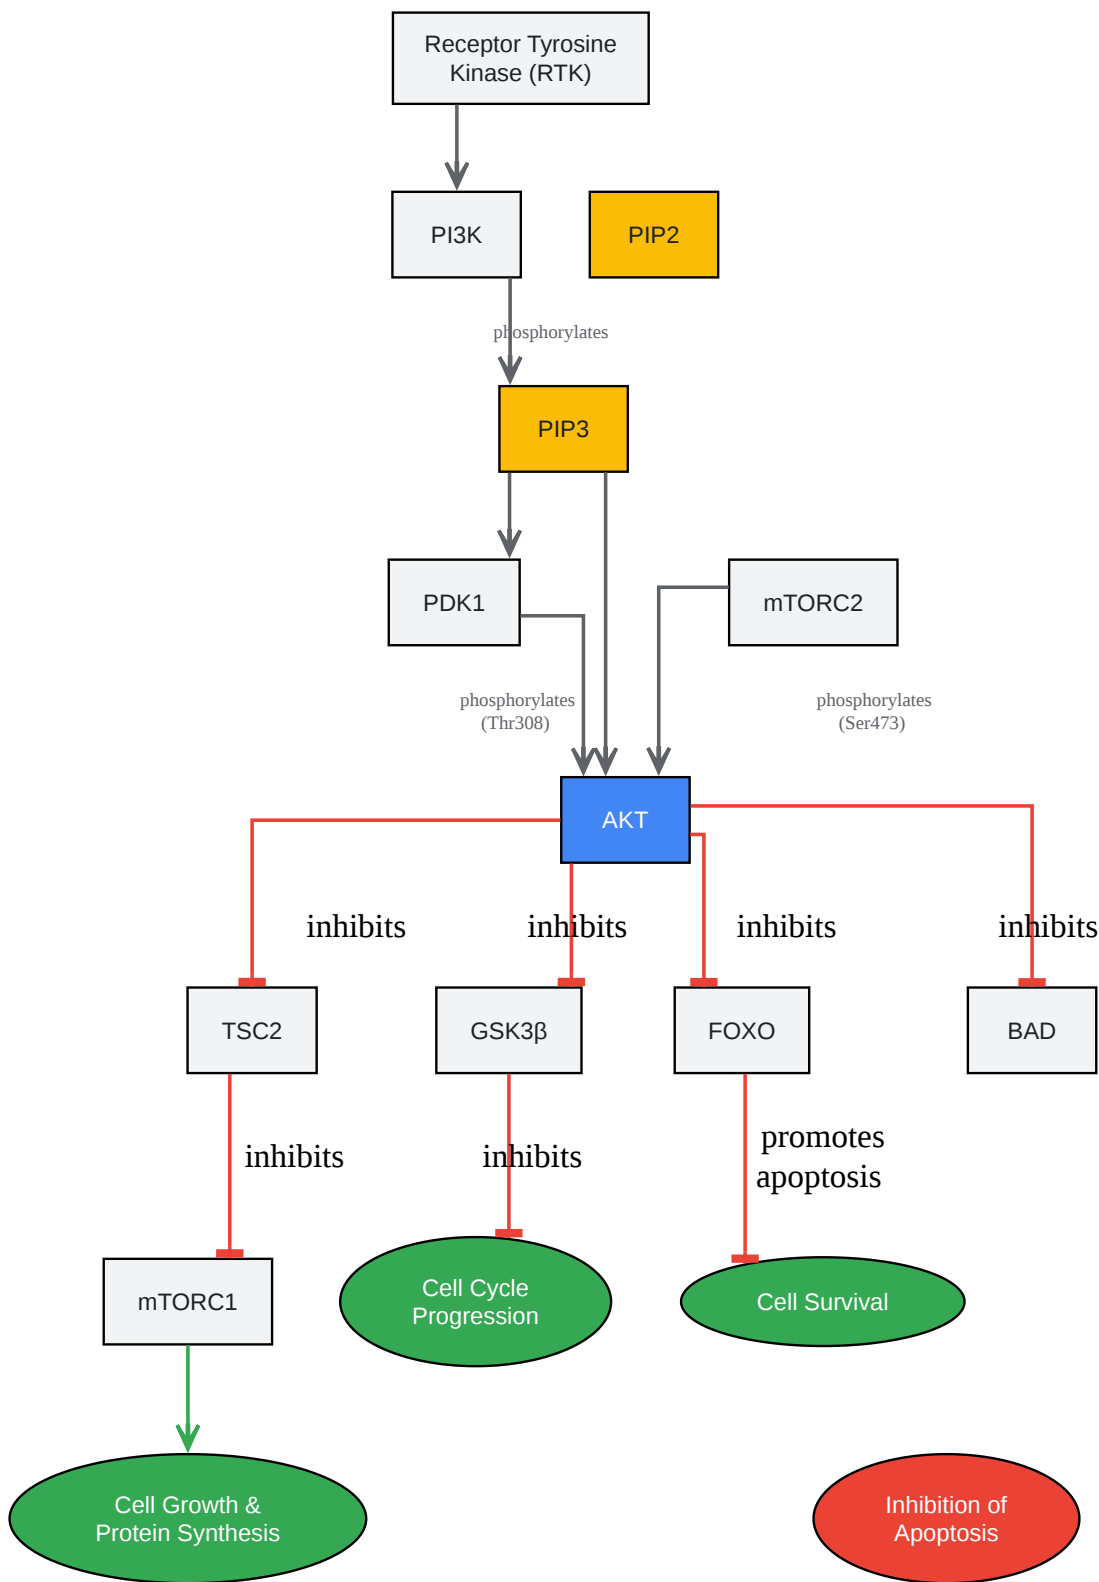 Receptor Tyrosine
Kinase (RTK)
PI3K
PIP2
phosphorylates
PIP3
PDK1
mTORC2
phosphorylates
(Thr308)
phosphorylates
(Ser473)
AKT
inhibits
inhibits
inhibits
inhibits
TSC2
GSK3β
FOXO
BAD
inhibits
inhibits
promotes
apoptosis
mTORC1
Cell Cycle
Progression
Cell Survival
Cell Growth &
Protein Synthesis
Inhibition of
Apoptosis